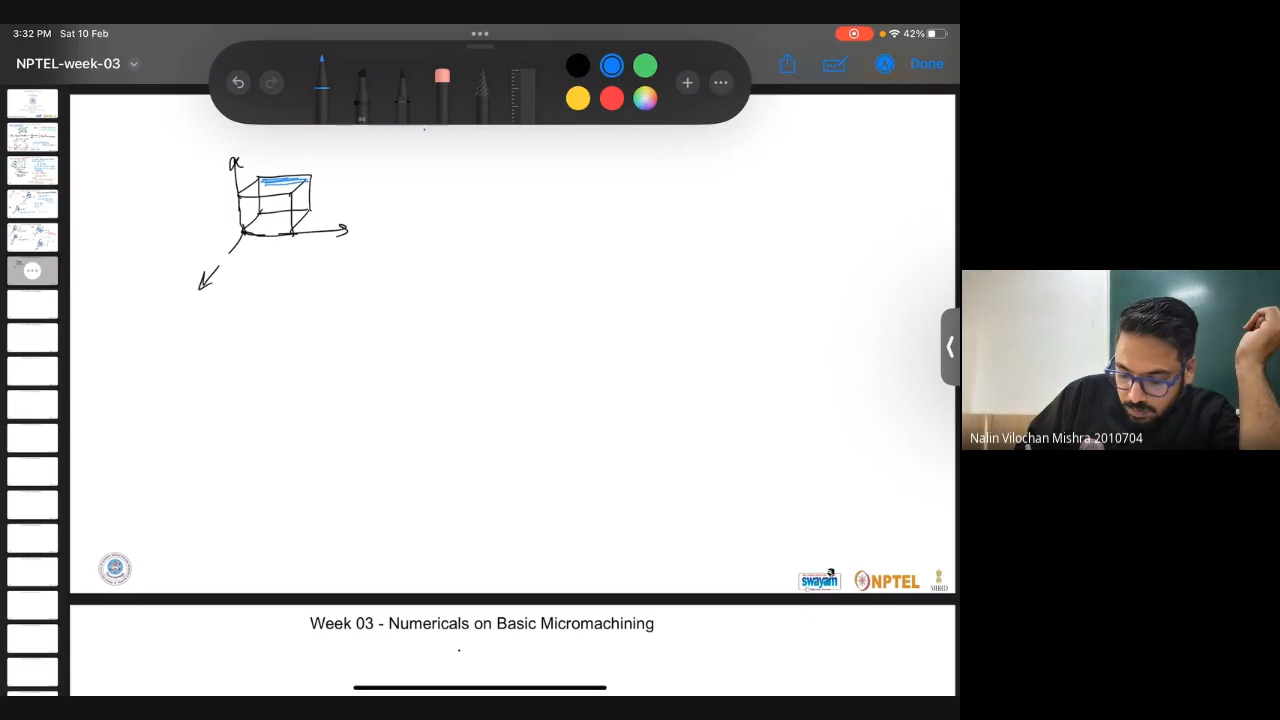 3:32 PM Sat 10 Feb
42%
NPTEL-week-03
Done
x
Nalin Vilochan Mishra 2010704
swayam
NPTEL
MHRD
Week 03 - Numericals on Basic Micromachining